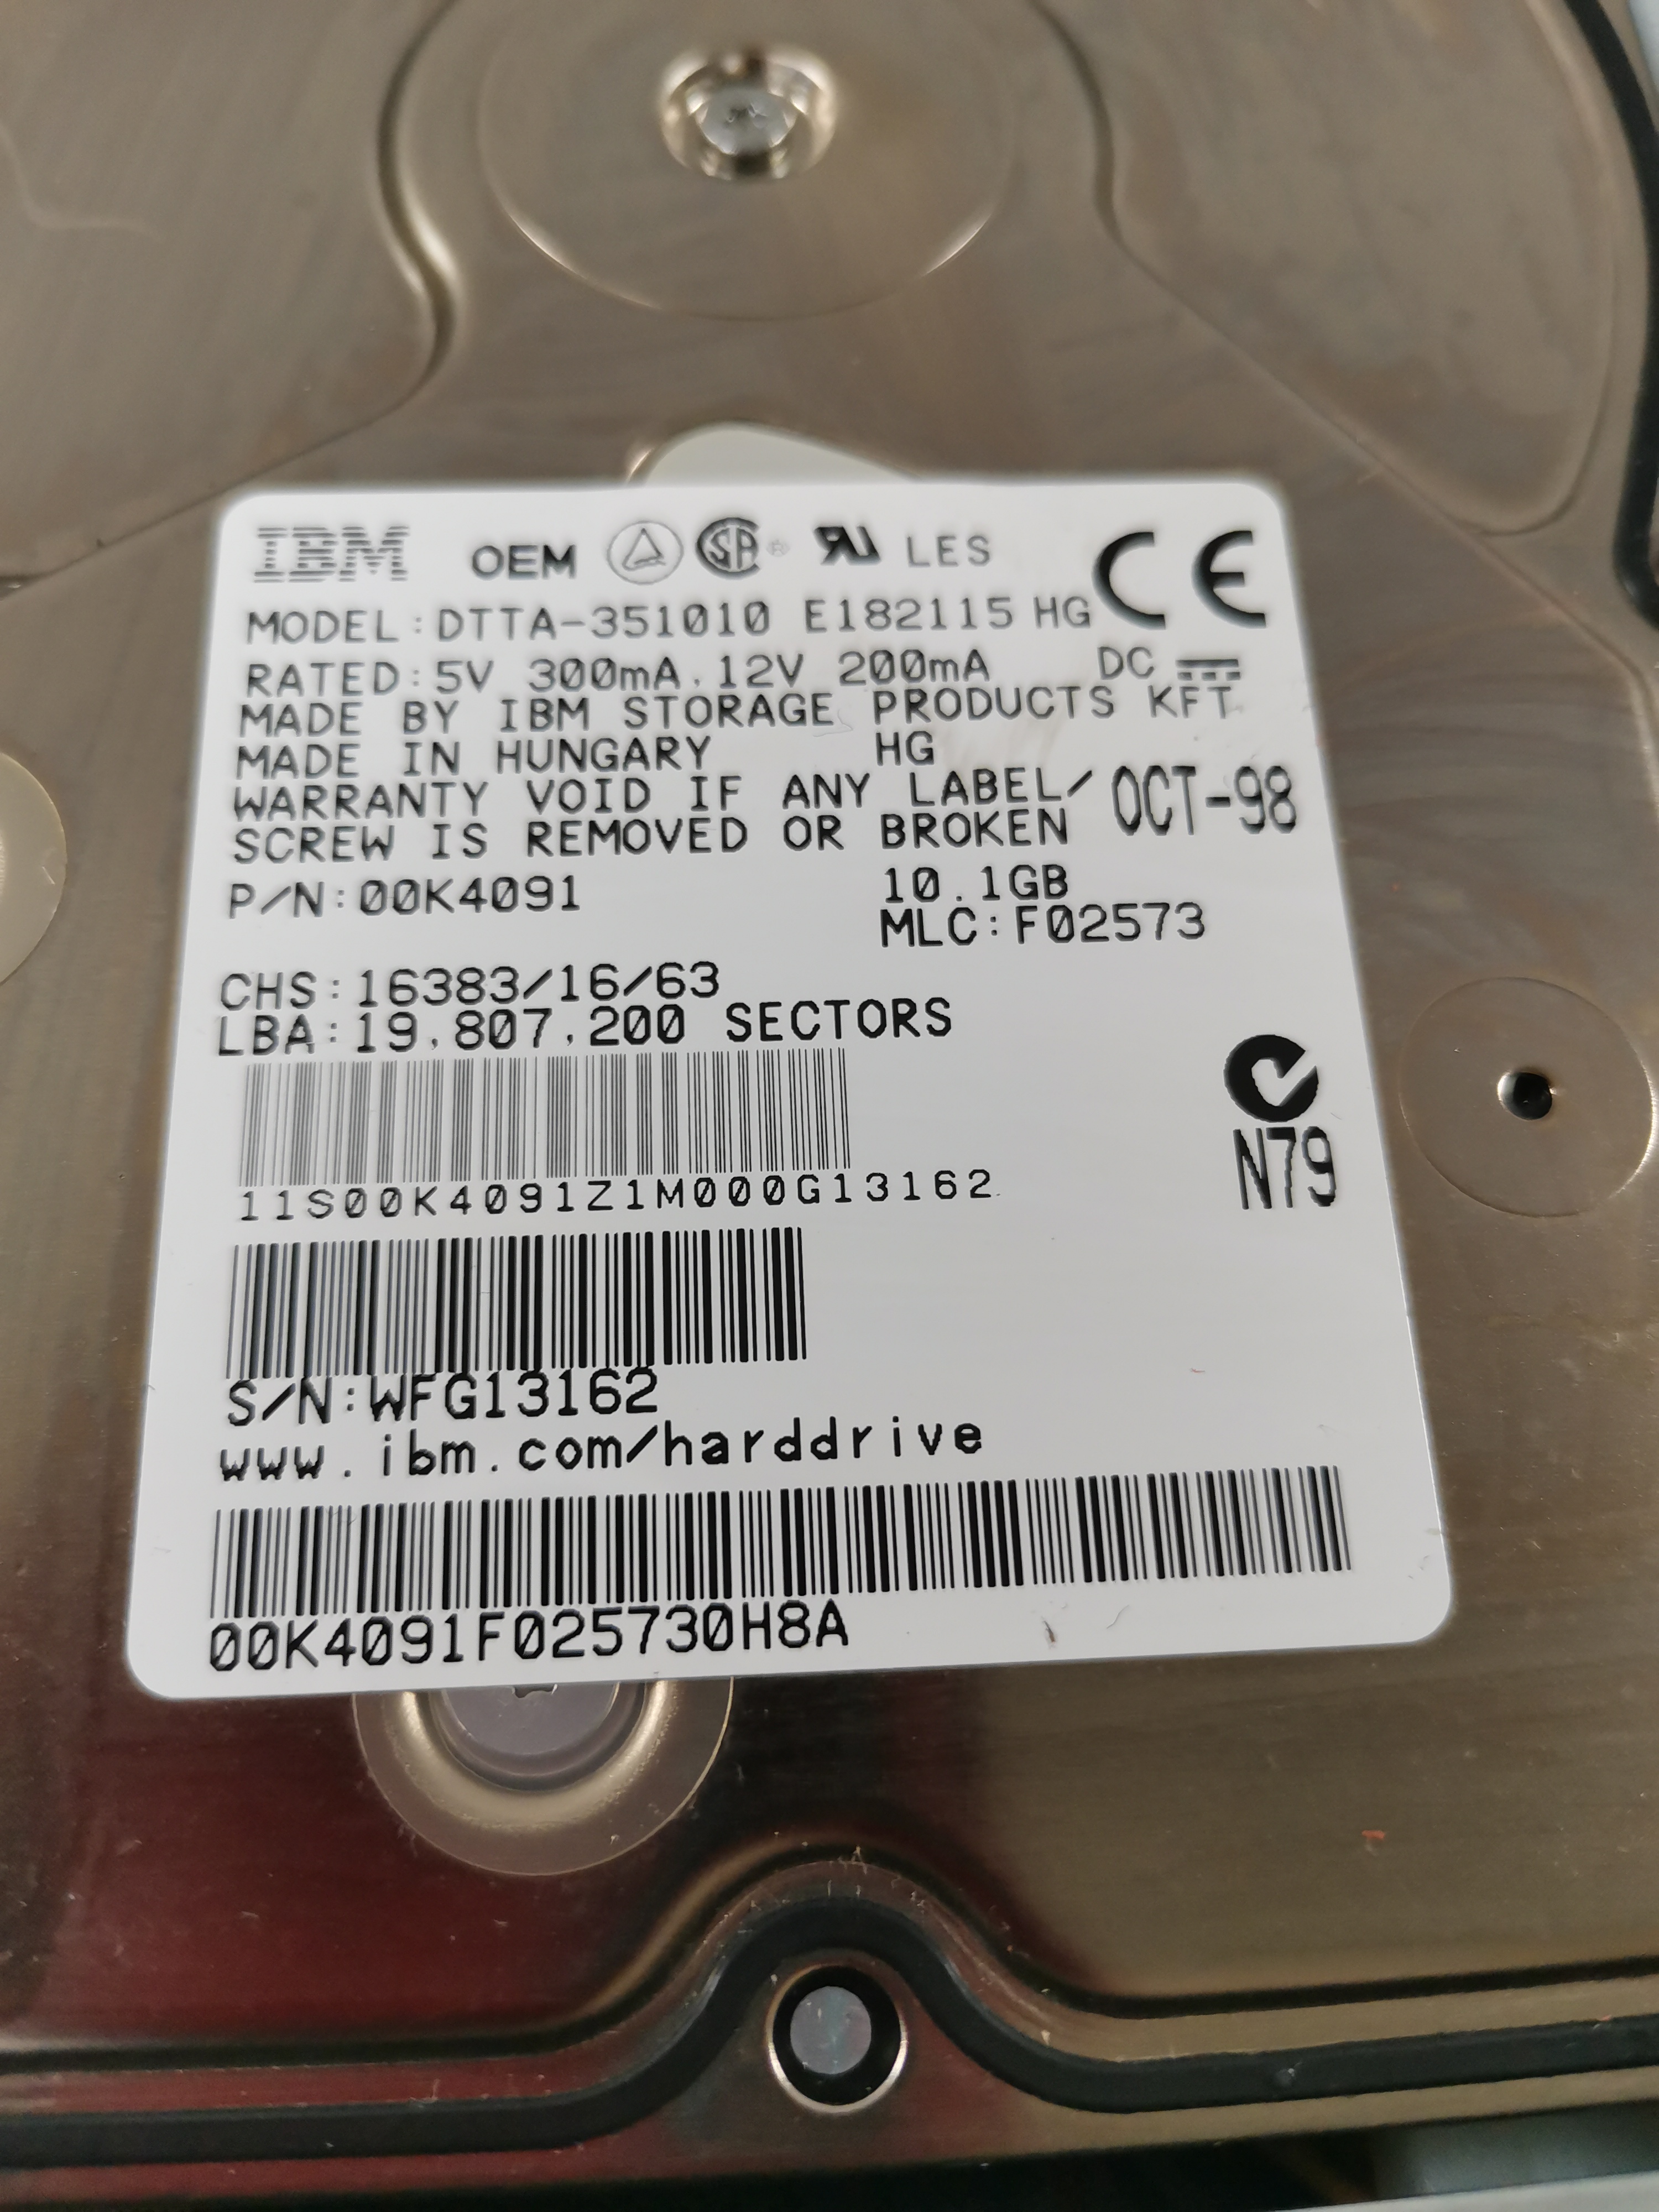 IBM OEM SA ® RU LES CE
MODEL:DTTA-351010 E182115 HG
RATED:5V 300mA,12V 200mA DC
MADE BY IBM STORAGE PRODUCTS KFT
MADE IN HUNGARY HG
WARRANTY VOID IF ANY LABEL/
SCREW IS REMOVED OR BROKEN
OCT-98
P/N:00K4091 10.1GB
MLC:F02573
CHS:16383/16/63
LBA:19,807,200 SECTORS
N79
11S00K4091Z1M000G13162
S/N:WFG13162
www.ibm.com/harddrive
00K4091F025730H8A